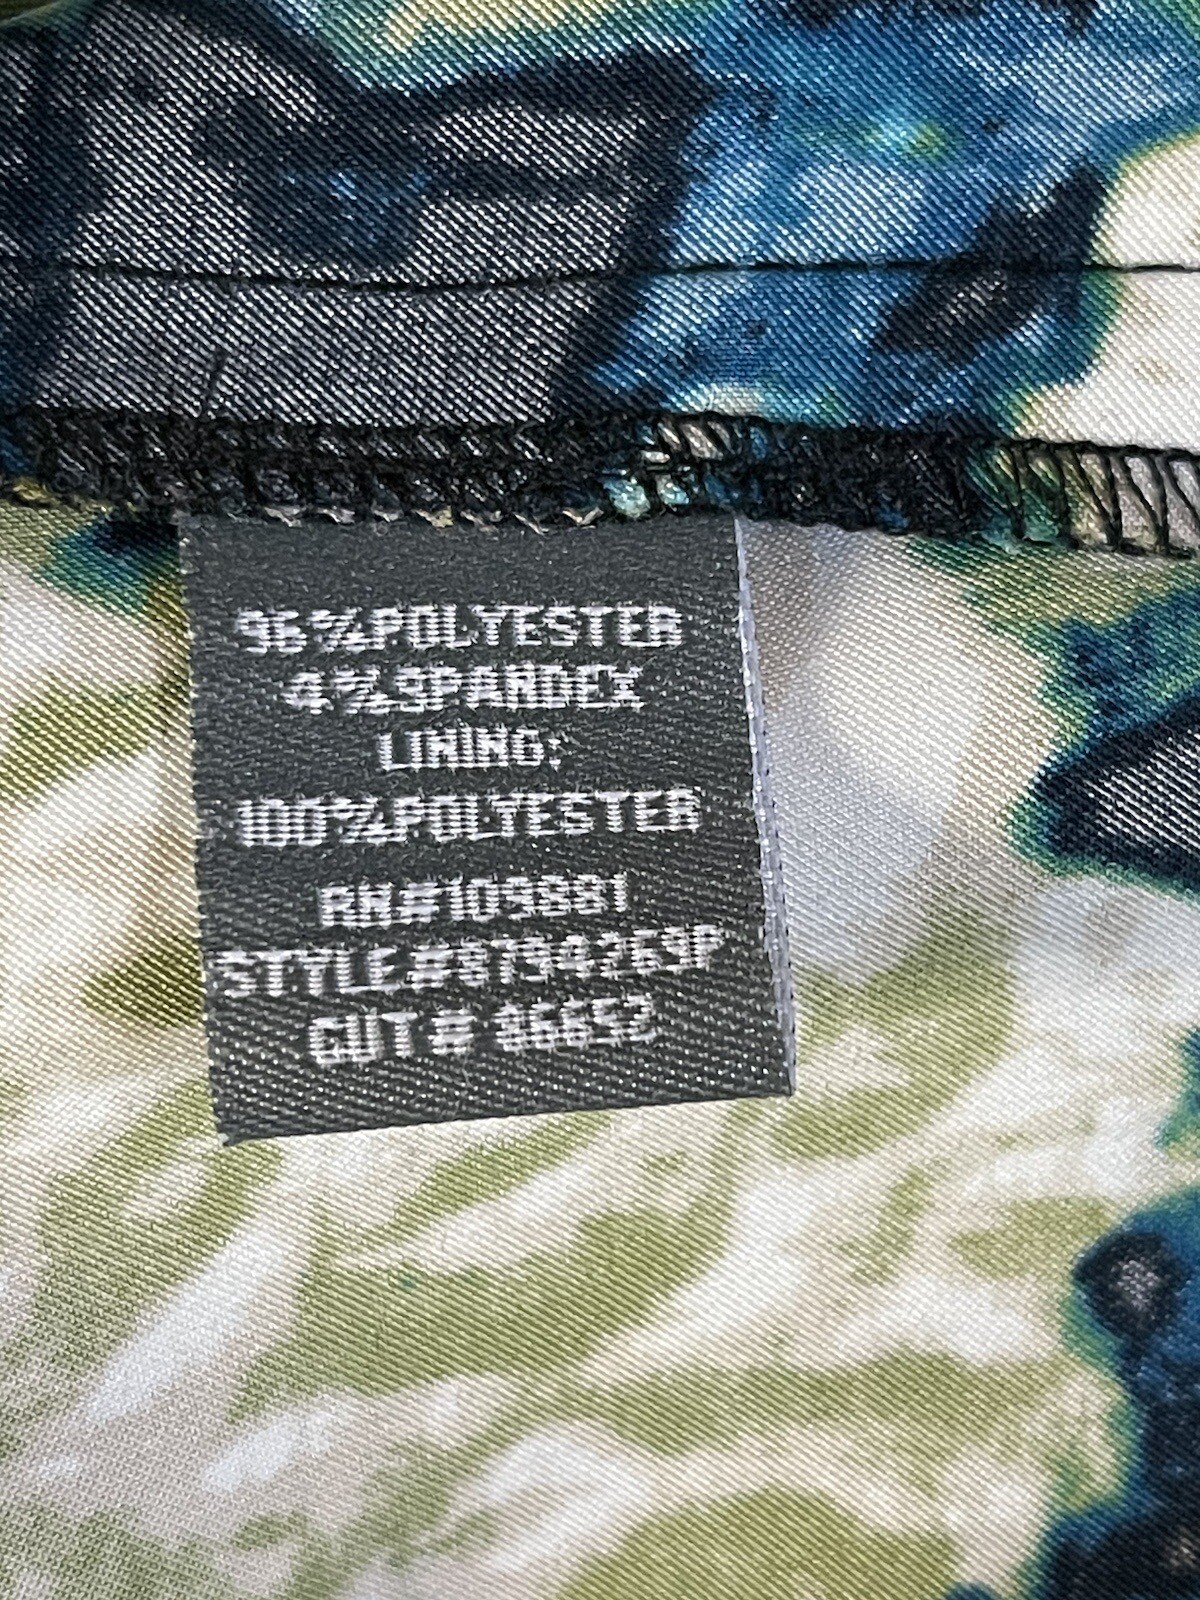 96%POLYESTER
4%SPANDEX
LINING:
100%POLYESTER
RN#109881
STYLE#8794269P
CUT# 86652